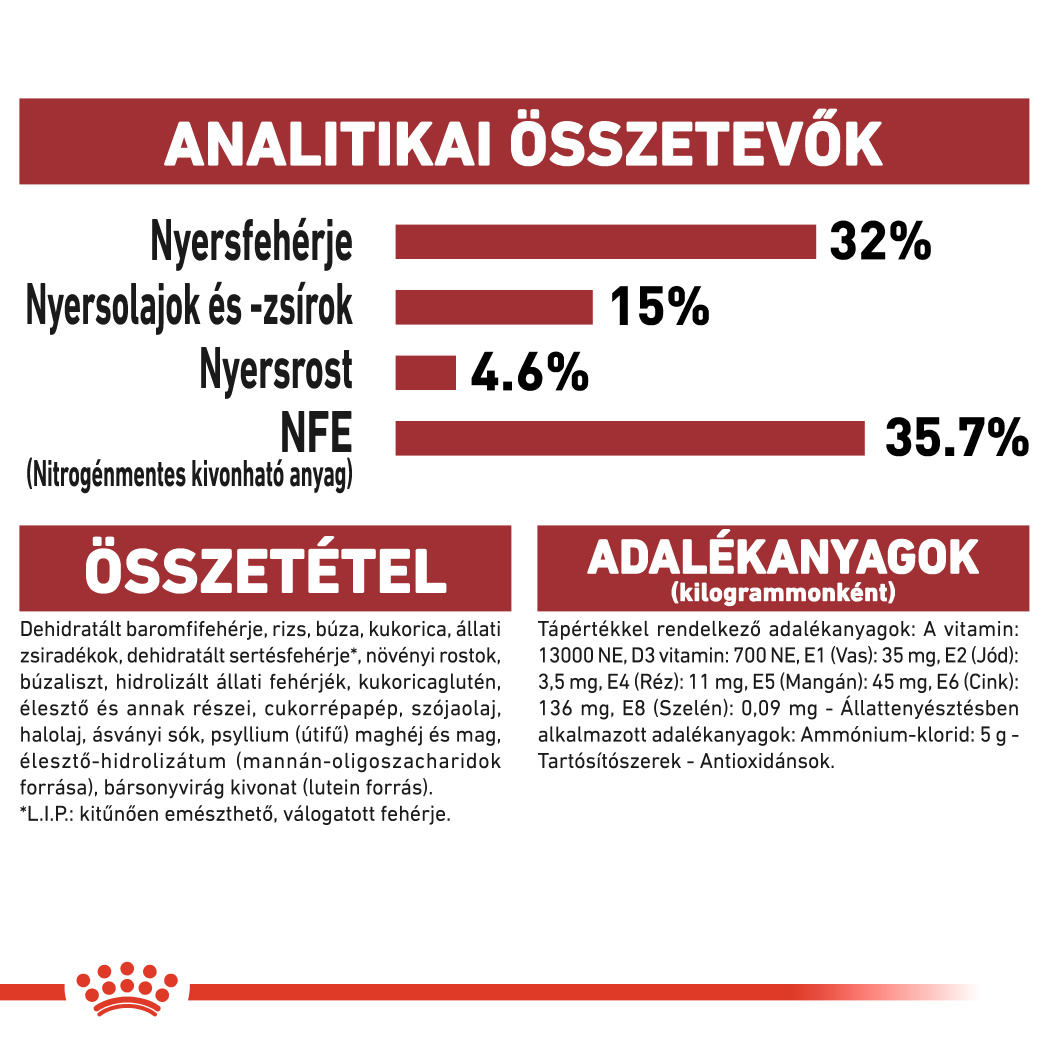 ANALITIKAI ÖSSZETEVŐK
Nyersfehérje 32%
Nyersolajok és -zsírok 15%
Nyersrost 4.6%
NFE 35.7%
(Nitrogénmentes kivonható anyag)
ÖSSZETÉTEL
Dehidratált baromfifehérje, rizs, búza, kukorica, állati
zsiradékok, dehidratált sertésfehérje*, növényi rostok,
búzaliszt, hidrolizált állati fehérjék, kukoricaglutén,
élesztő és annak részei, cukorrépapép, szójaolaj,
halolaj, ásványi sók, psyllium (útifű) maghéj és mag,
élesztő-hidrolizátum (mannán-oligoszacharidok
forrása), bársonyvirág kivonat (lutein forrás).
*L.I.P.: kitűnően emészthető, válogatott fehérje.
ADALÉKANYAGOK
(kilogrammonként)
Tápértékkel rendelkező adalékanyagok: A vitamin:
13000 NE, D3 vitamin: 700 NE, E1 (Vas): 35 mg, E2 (Jód):
3,5 mg, E4 (Réz): 11 mg, E5 (Mangán): 45 mg, E6 (Cink):
136 mg, E8 (Szelén): 0,09 mg - Állattenyésztésben
alkalmazott adalékanyagok: Ammónium-klorid: 5 g -
Tartósítószerek - Antioxidánsok.